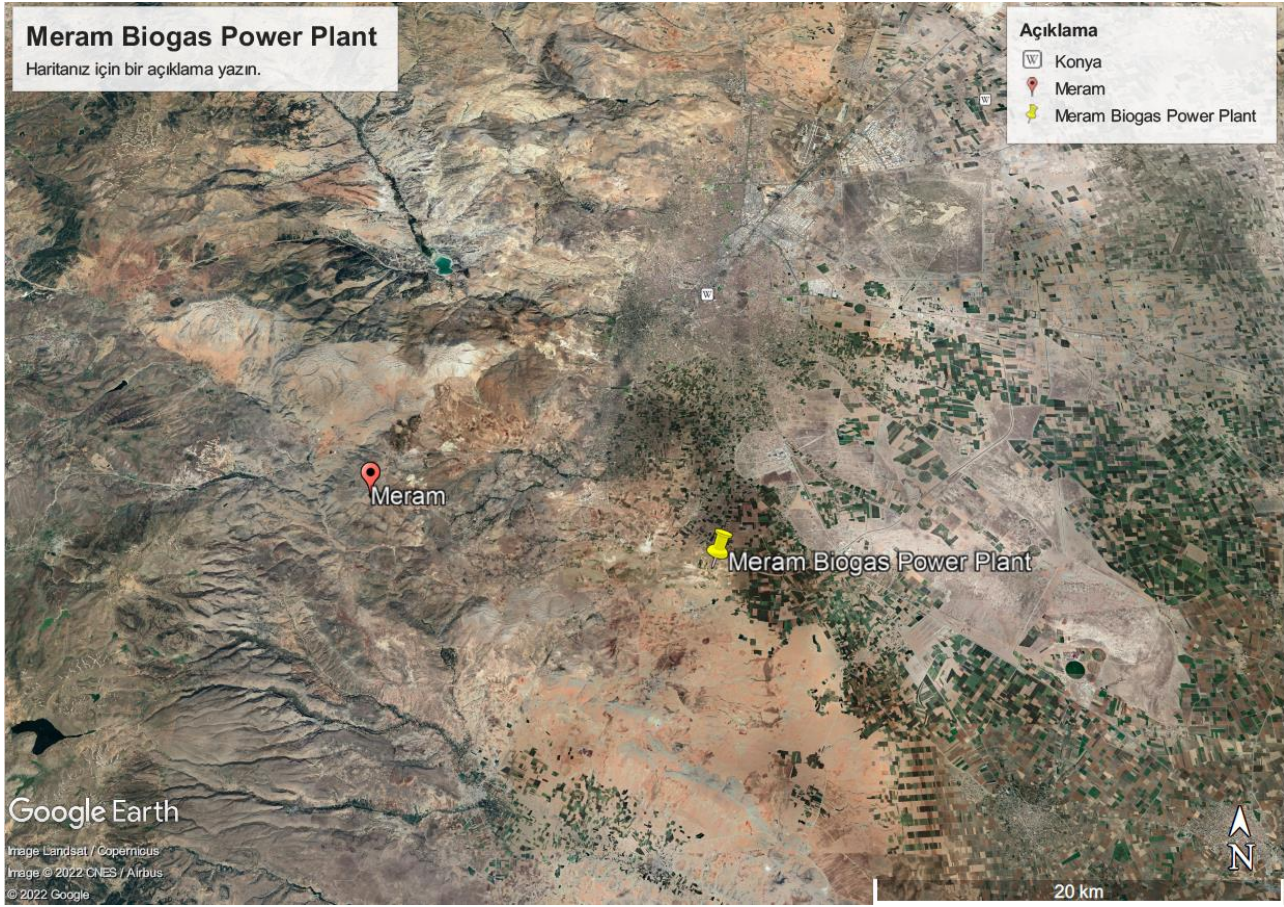 Meram Biogas Power Plant
Haritanız için bir açıklama yazın.
Açıklama
W Konya
Meram
Meram Biogas Power Plant
W
W
Meram
Meram Biogas Power Plant
Google Earth
Image Landsat / Copernicus
Image © 2022 CNES / Airbus
© 2022 Google
N
20 km